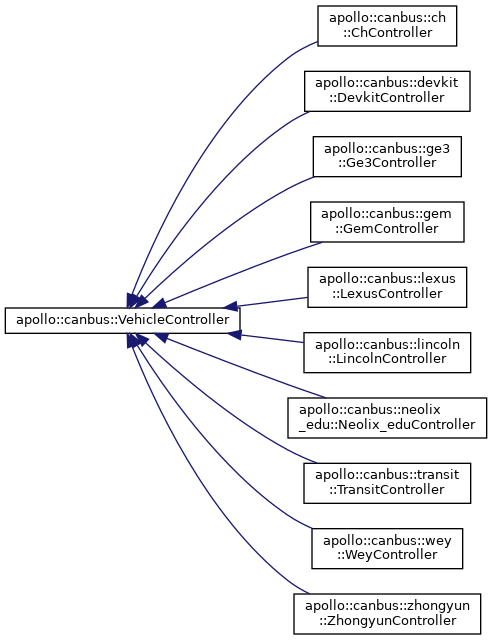 apollo::canbus::ch
::ChController
apollo::canbus::devkit
::DevkitController
apollo::canbus::ge3
::Ge3Controller
apollo::canbus::gem
::GemController
apollo::canbus::lexus
::LexusController
apollo::canbus::VehicleController
apollo::canbus::lincoln
::LincolnController
apollo::canbus::neolix
_edu::Neolix_eduController
apollo::canbus::transit
::TransitController
apollo::canbus::wey
::WeyController
apollo::canbus::zhongyun
::ZhongyunController